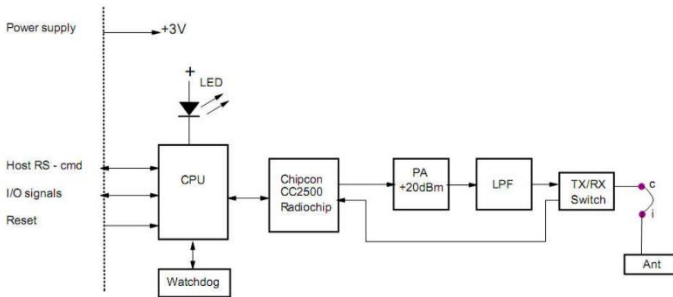 Power supply
+3V
+
LED
Host RS - cmd
I/O signals
Reset
CPU
Chipcon
CC2500
Radiochip
PA
+20dBm
LPF
TX/RX
Switch
c
i
Ant
Watchdog